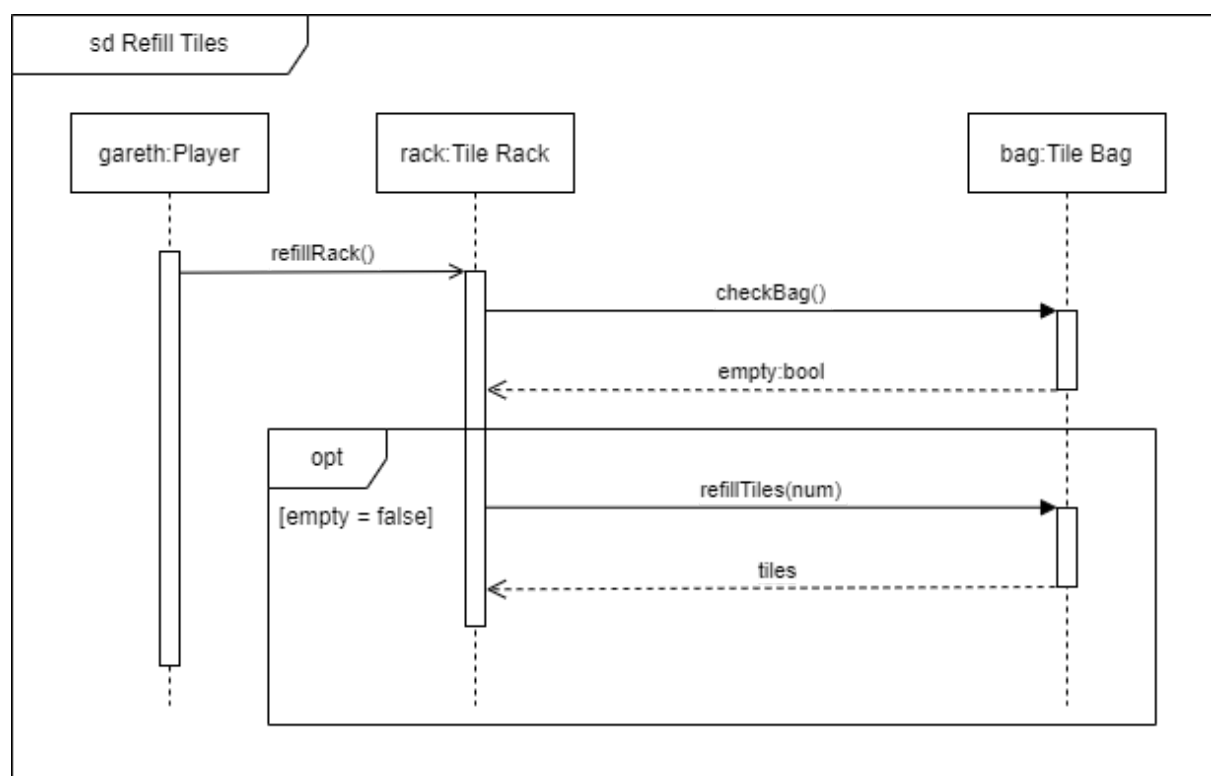 sd Refill Tiles
gareth:Player
rack:Tile Rack
bag:Tile Bag
refillRack()
checkBag()
empty:bool
opt
[empty = false]
refillTiles(num)
tiles